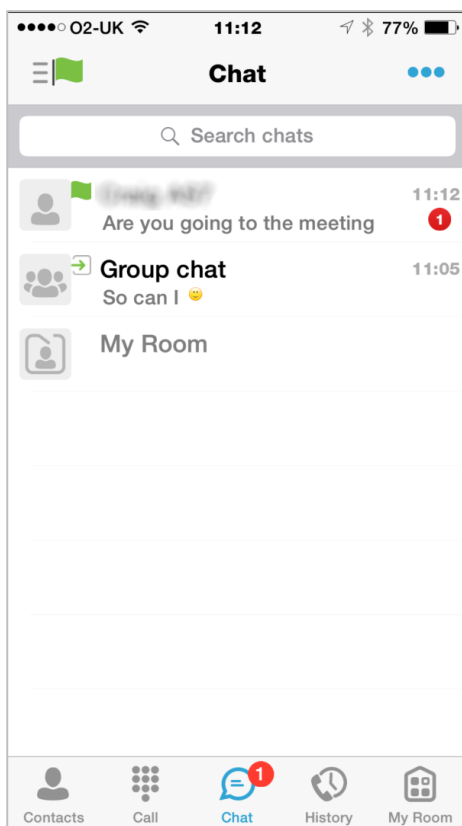 O2-UK 11:12 77%
Chat
Search chats
11:12
Are you going to the meeting 1
Group chat 11:05
So can I
My Room
1
Contacts Call Chat History My Room